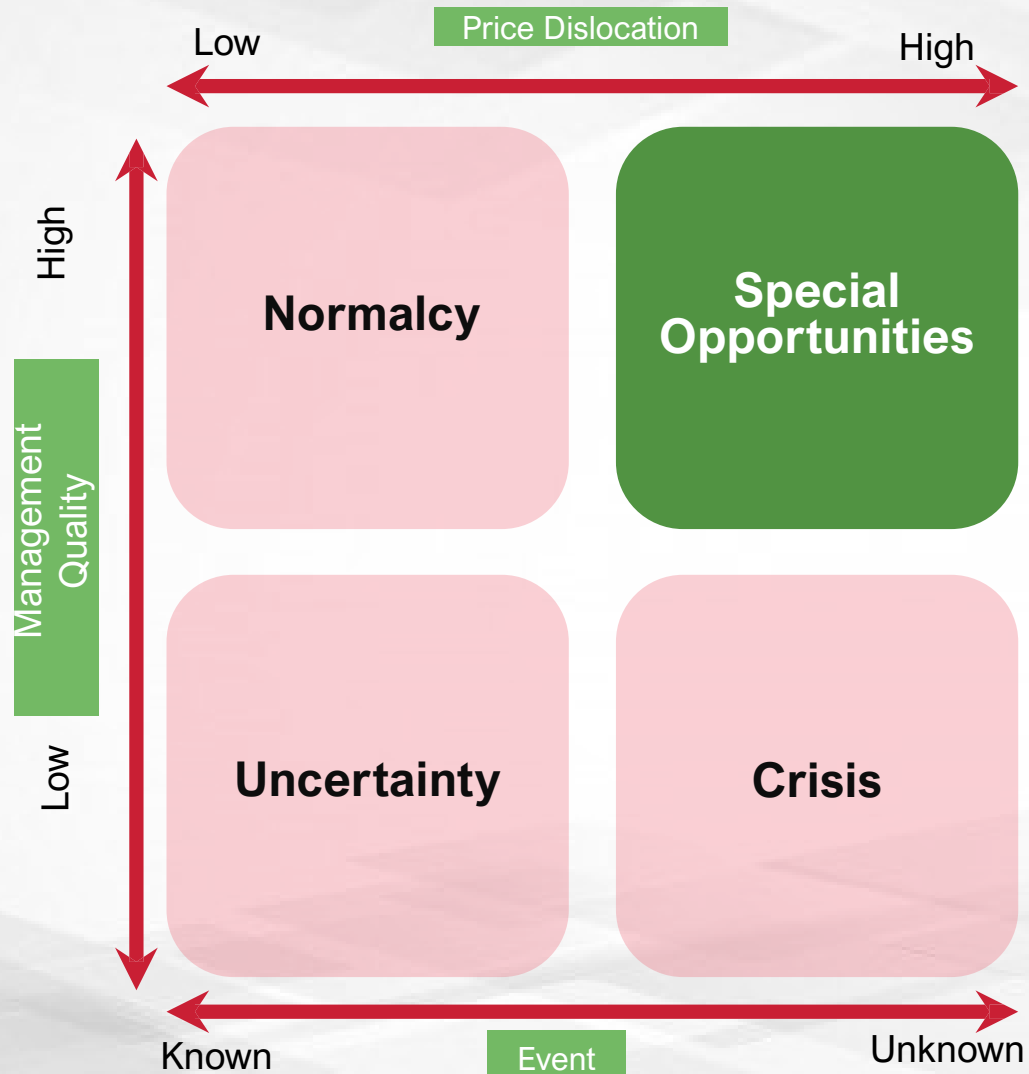 Price Dislocation
Low
High
High
Management
Quality
Low
Normalcy
Special
Opportunities
Uncertainty
Crisis
Known
Event
Unknown